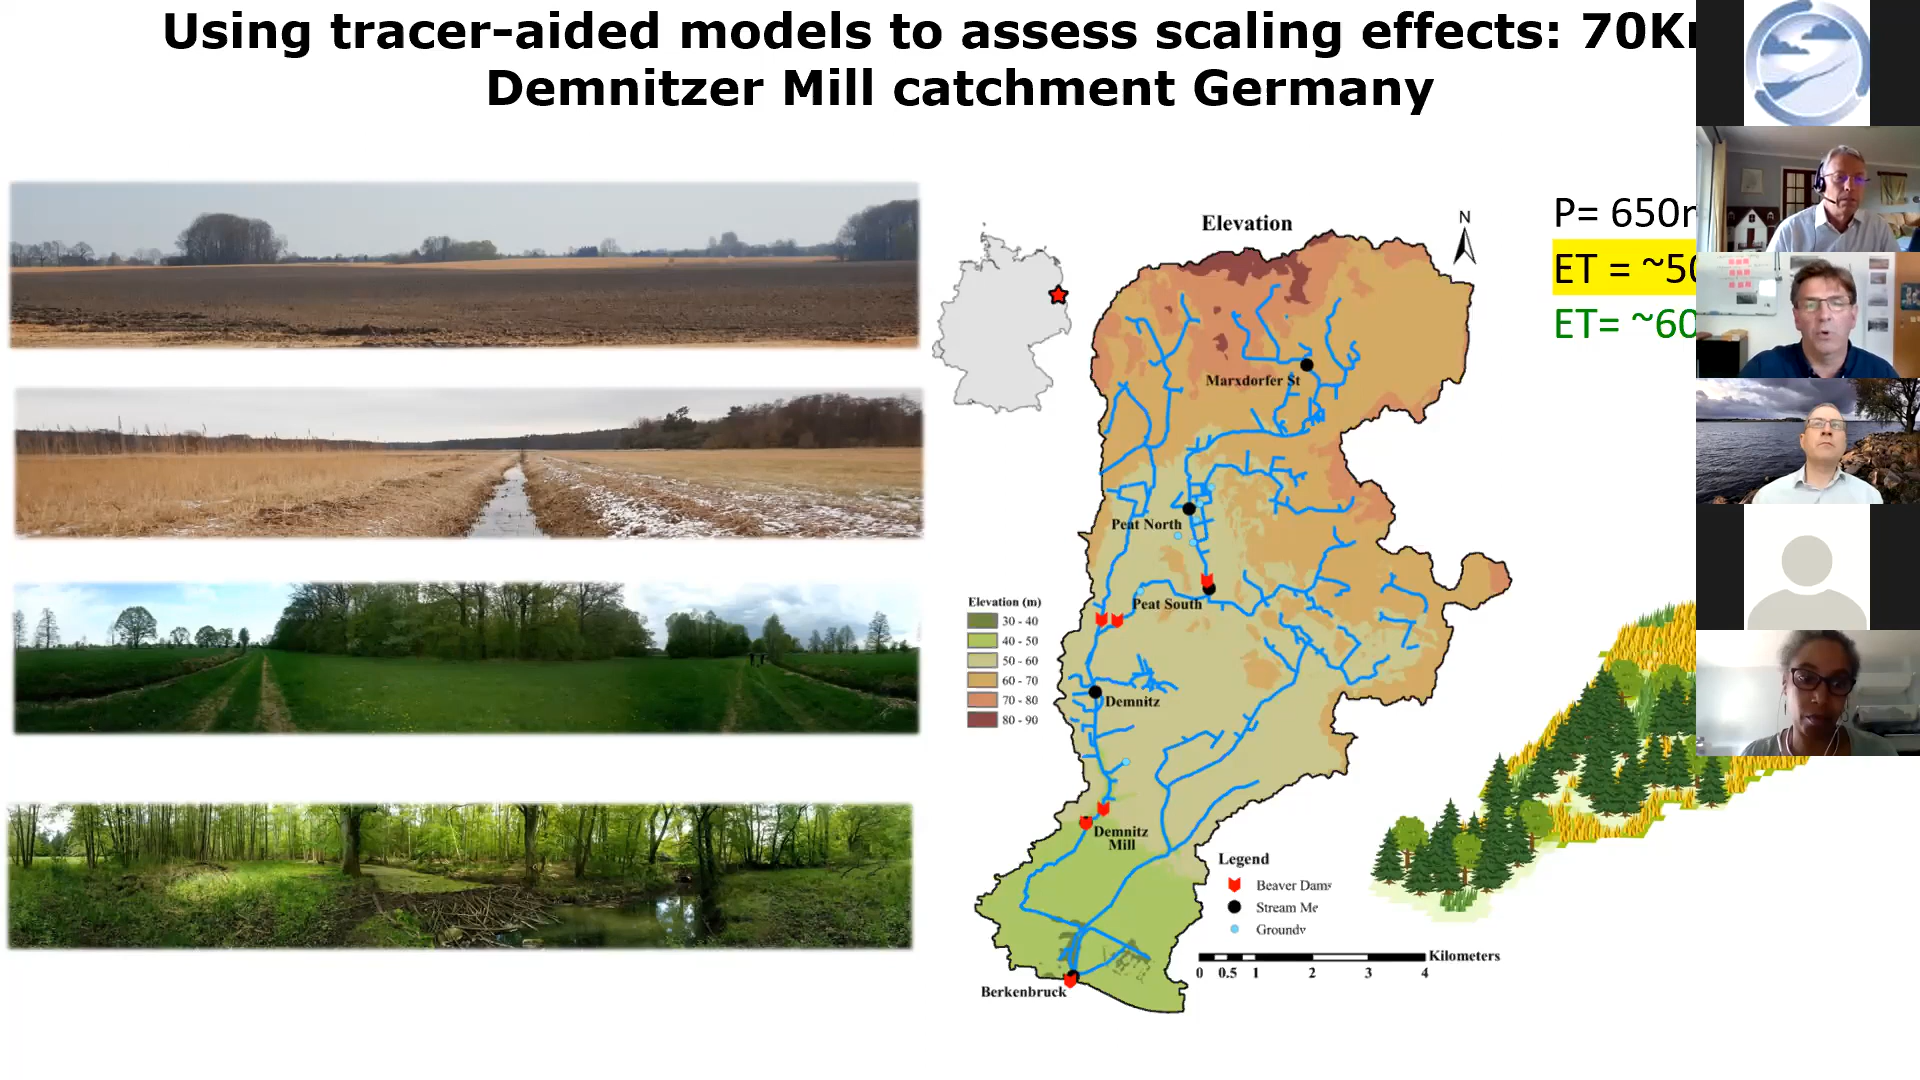 Using tracer-aided models to assess scaling effects:
Demnitzer Mill catchment Germany
Elevation
N
P= 650
ET = ~5
ET= ~60
Marxdorfer St
Peat North
Peat South
Elevation (m)
30 - 40
40 - 50
50 - 60
60 - 70
70 - 80
80 - 90
Demnitz
Demnitz
Mill
Legend
Beaver Dams
Stream Me
Groundv
Kilometers
0 0.5 1 2 3 4
Berkenbruck